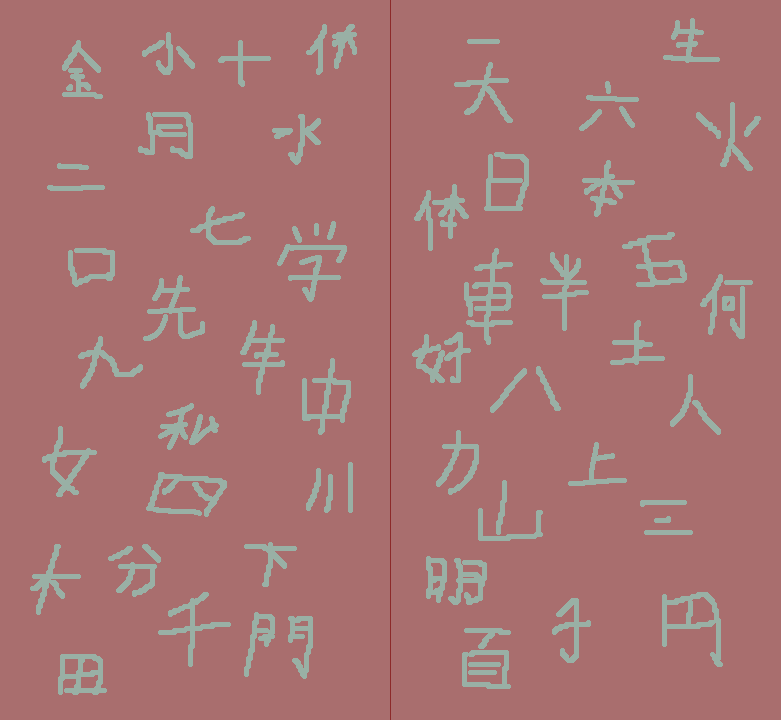 金 小 十 休
月 水
二
七 学
口 先
九 年 中
女 私 四 川
木 分 下
千 門
田
一 生
大 六 火
日 本
体
車 半 五 何
好 土
八 人
力 上
山 三
明
百 子 円